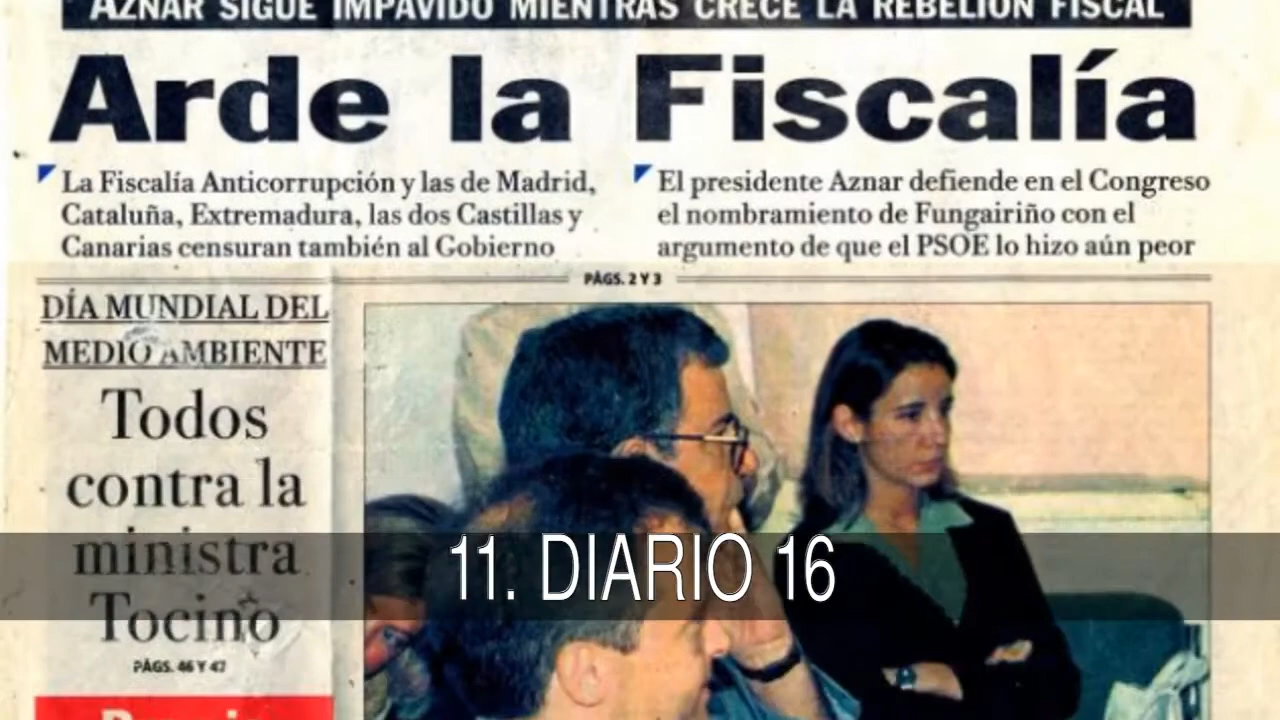 AZNAR SIGUE IMPÁVIDO MIENTRAS CRECE LA REBELIÓN FISCAL
Arde la Fiscalía
La Fiscalía Anticorrupción y las de Madrid,
Cataluña, Extremadura, las dos Castillas y
Canarias censuran también al Gobierno
El presidente Aznar defiende en el Congreso
el nombramiento de Fungairiño con el
argumento de que el PSOE lo hizo aún peor
PÁGS. 2 Y 3
DÍA MUNDIAL DEL
MEDIO AMBIENTE
Todos
contra la
ministra
Tocino
PÁGS. 46 Y 47
11. DIARIO 16